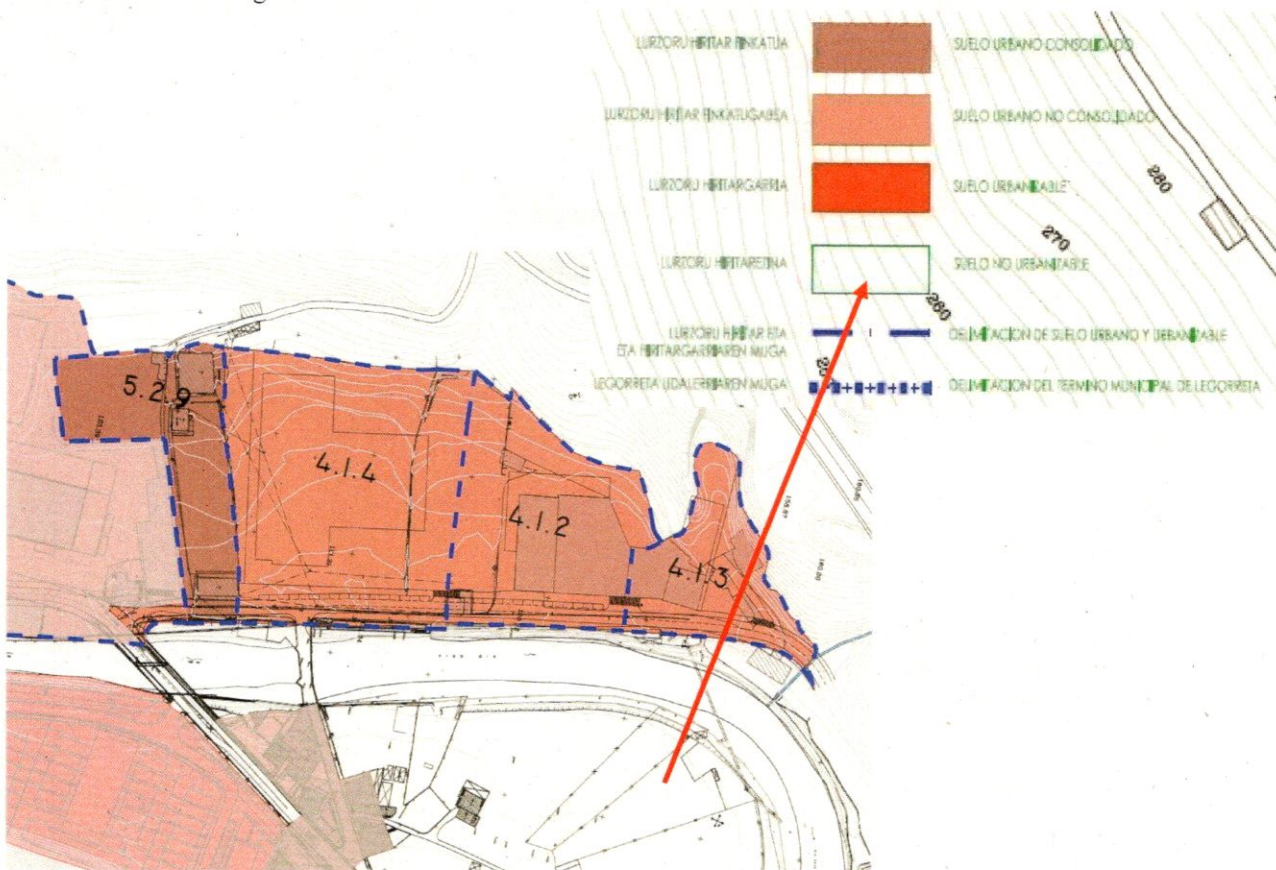 LURZORU HIRITAR FINKATUA SUELO URBANO CONSOLIDADO
LURZORU HIRITAR FINKATUGABEA SUELO URBANO NO CONSOLIDADO
LURZORU HIRITARGARRIA SUELO URBANIZABLE
280
270
LURZORU HIRITAREZINA SUELO NO URBANIZABLE
260
LURZORU HIRITAR ETA
ETA HIRITARGARRIAREN MUGA DELIMITACION DE SUELO URBANO Y URBANIZABLE
LEGORRETA UDALERRIAREN MUGA DELIMITACION DEL TERMINO MUNICIPAL DE LEGORRETA
5.2.9
4.1.4
4.1.2
4.1.3